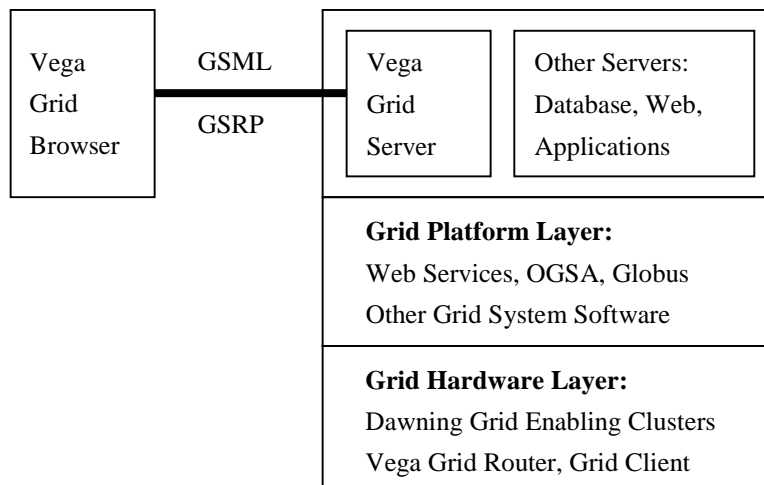 Vega
Grid
Browser
GSML
GSRP
Vega
Grid
Server
Other Servers:
Database, Web,
Applications
Grid Platform Layer:
Web Services, OGSA, Globus
Other Grid System Software
Grid Hardware Layer:
Dawning Grid Enabling Clusters
Vega Grid Router, Grid Client